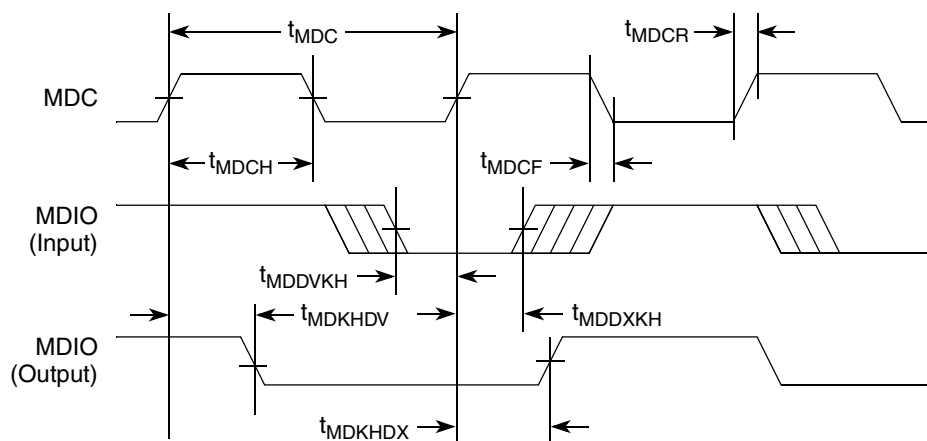 tMDC
tMDCR
MDC
tMDCH
tMDCF
MDIO
(Input)
tMDDVKH
tMDKHDV
tMDDXKH
MDIO
(Output)
tMDKHDX